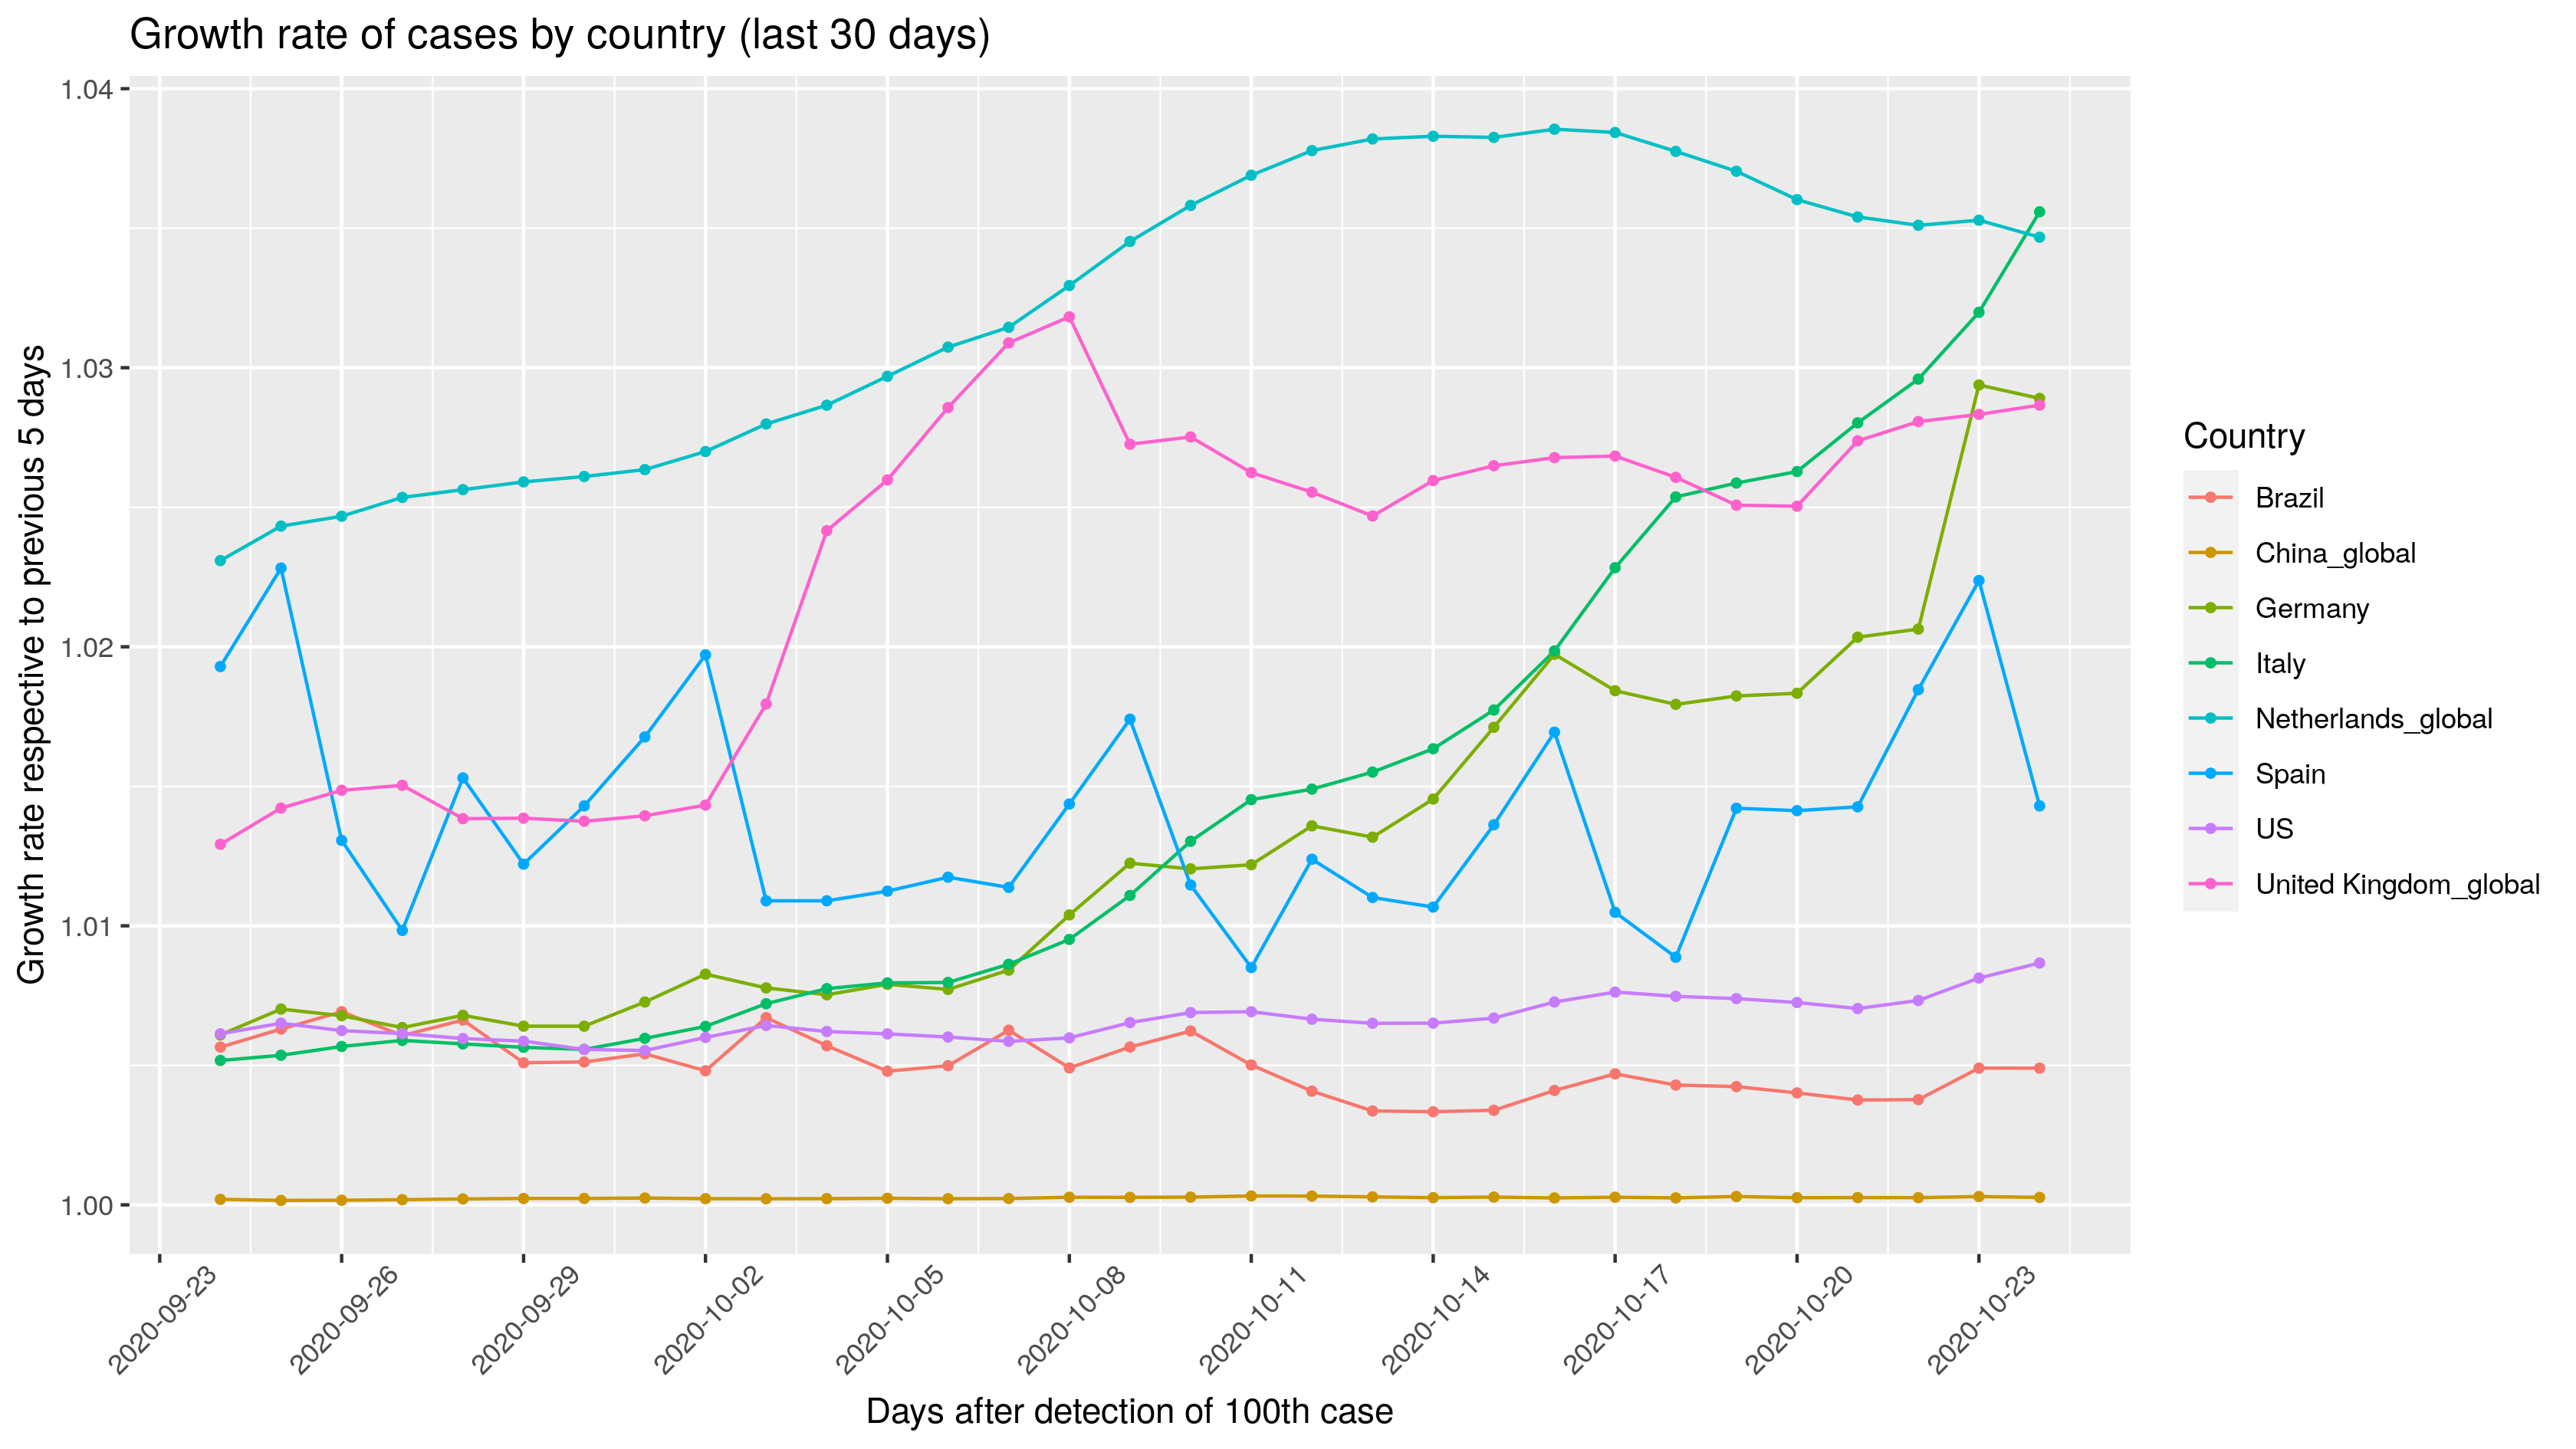 Growth rate of cases by country (last 30 days)
Growth rate respective to previous 5 days
1.04
1.03
1.02
1.01
1.00
2020-09-23
2020-09-26
2020-09-29
2020-10-02
2020-10-05
2020-10-08
2020-10-11
2020-10-14
2020-10-17
2020-10-20
2020-10-23
Days after detection of 100th case
Country
Brazil
China_global
Germany
Italy
Netherlands_global
Spain
US
United Kingdom_global